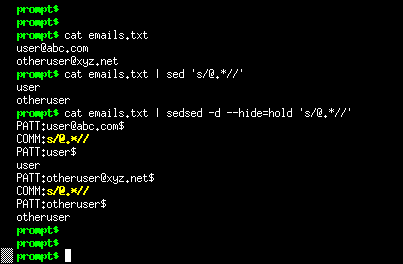 prompt$
prompt$
prompt$ cat emails.txt
user@abc.com
otheruser@xyz.net
prompt$ cat emails.txt | sed 's/@.*//'
user
otheruser
prompt$ cat emails.txt | sedsed -d --hide=hold 's/@.*//'
PATT:user@abc.com$
COMM:s/@.*//
PATT:user$
user
PATT:otheruser@xyz.net$
COMM:s/@.*//
PATT:otheruser$
otheruser
prompt$
prompt$
prompt$